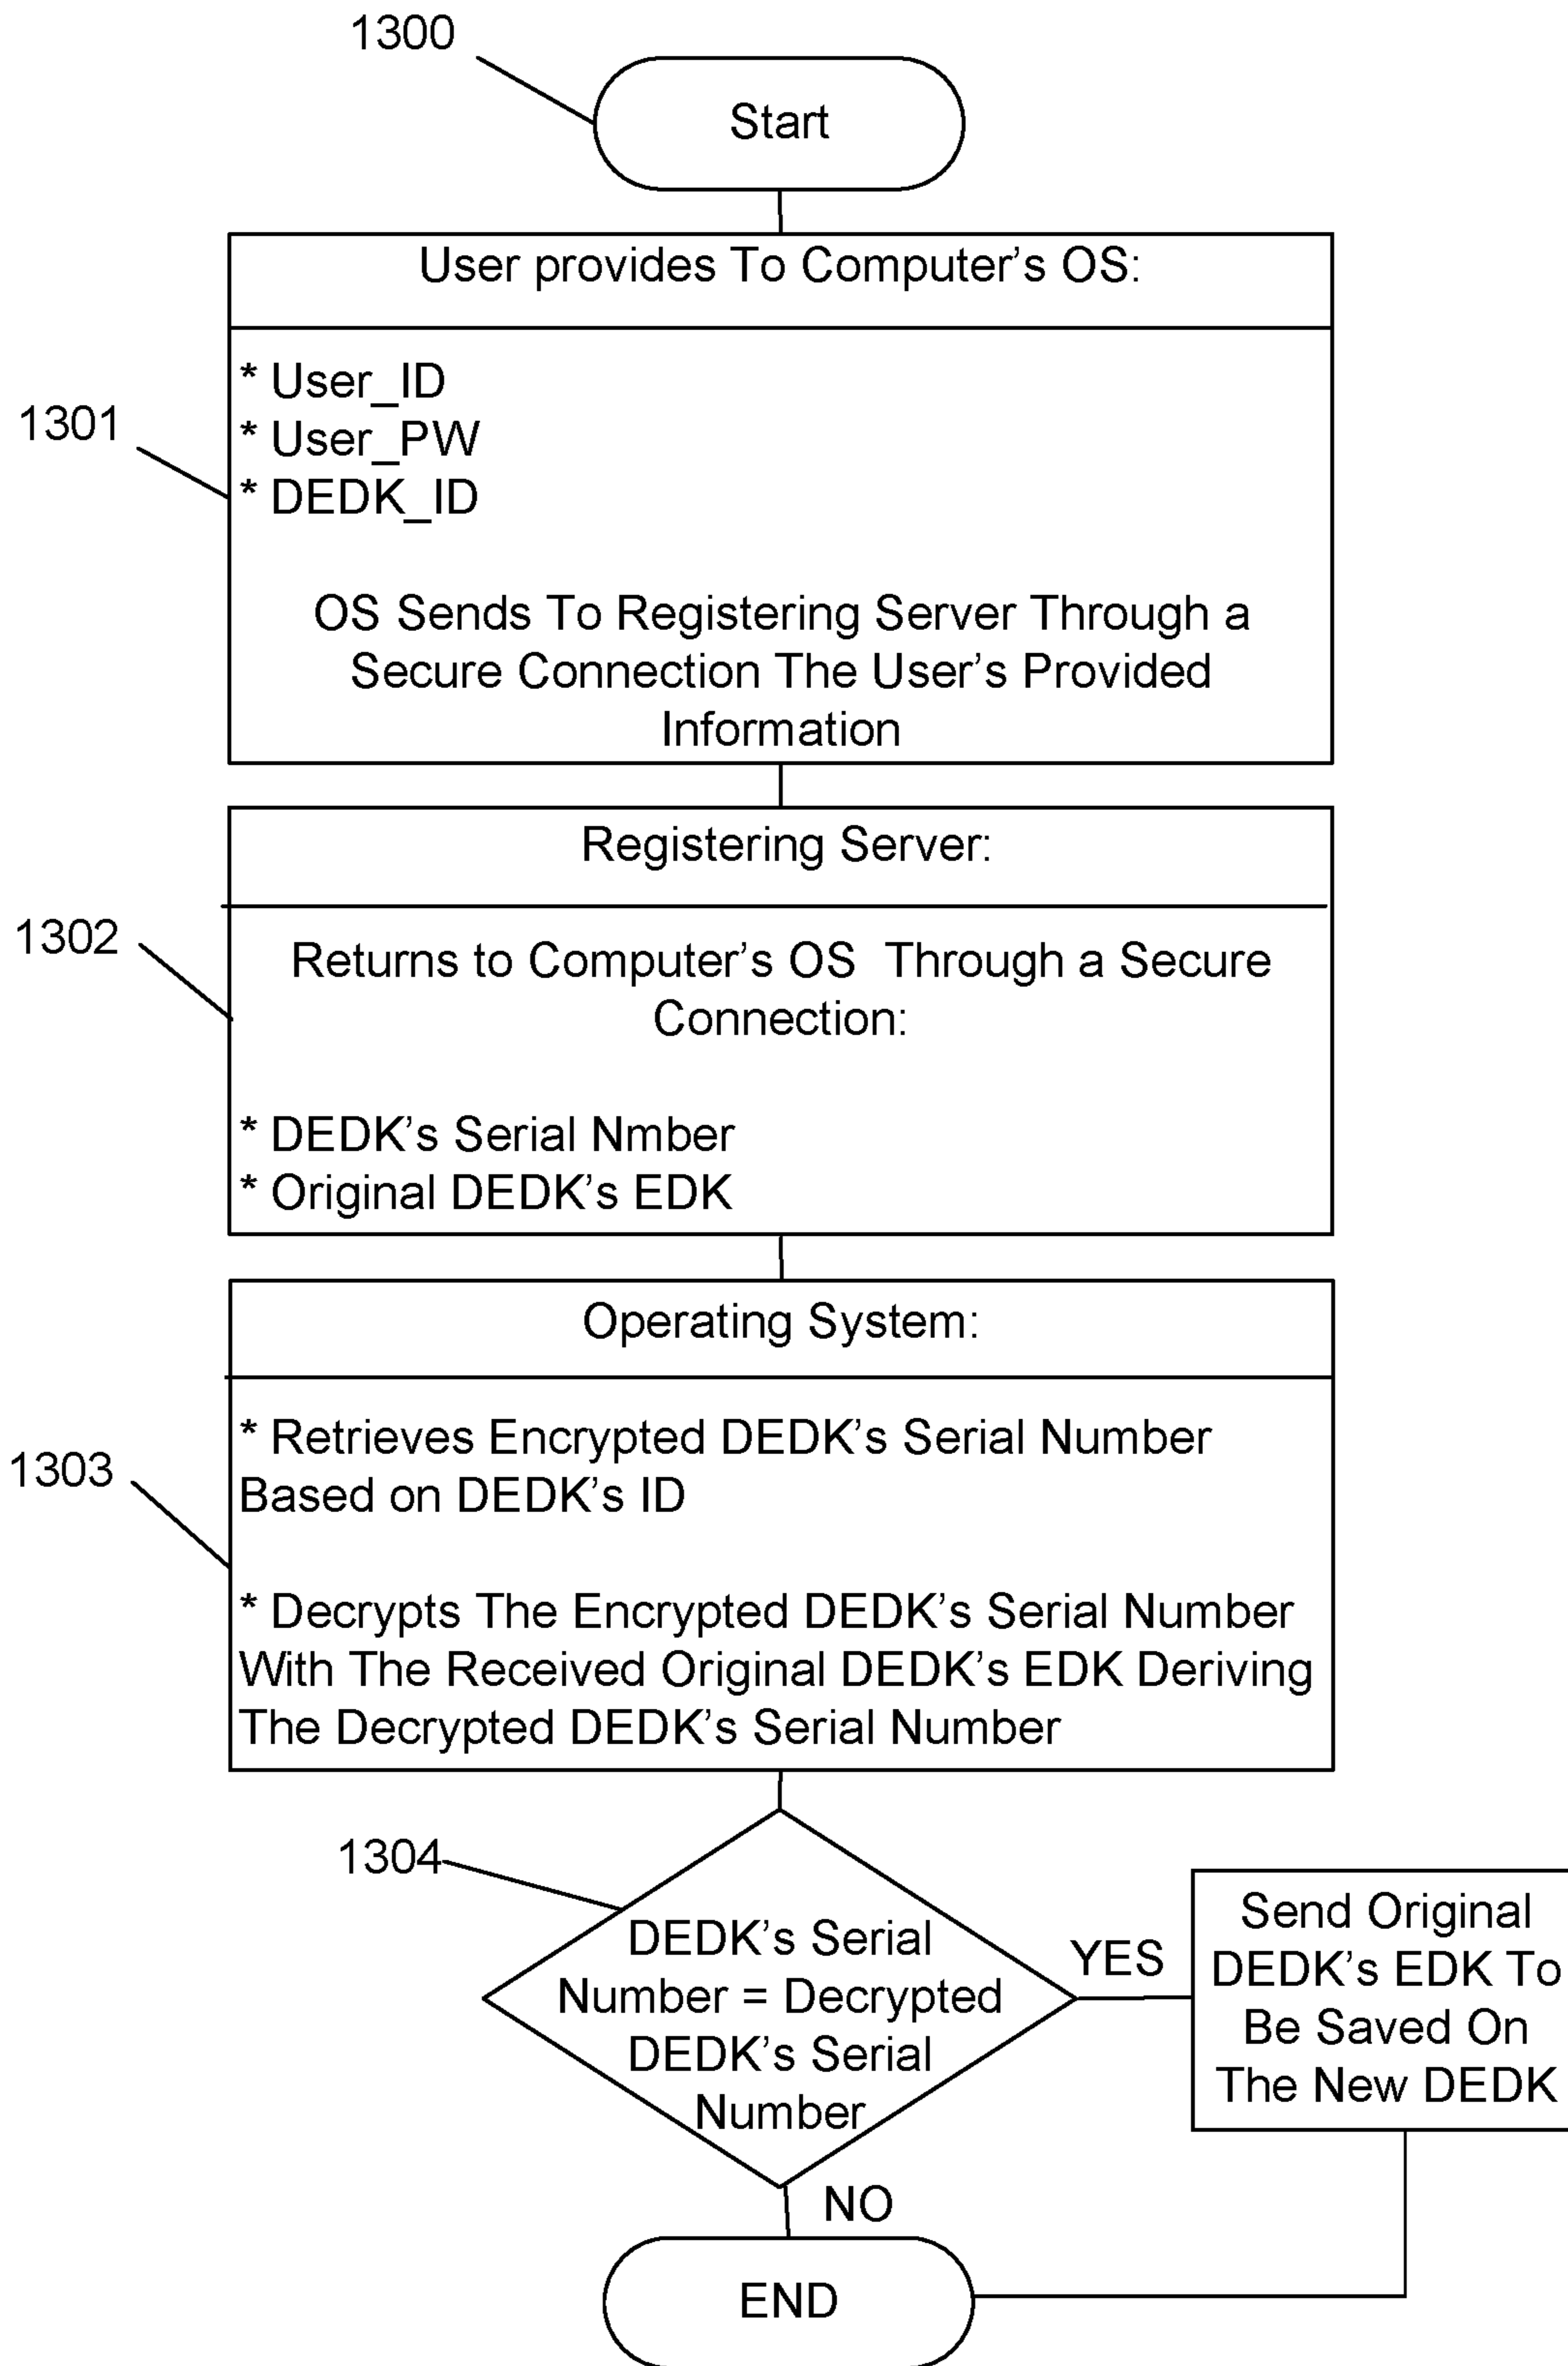 1300
Start
User provides To Computer's OS:
* User_ID
* User_PW
* DEDK_ID
1301
OS Sends To Registering Server Through a
Secure Connection The User's Provided
Information
Registering Server:
1302
Returns to Computer's OS Through a Secure
Connection:
* DEDK's Serial Nmber
* Original DEDK's EDK
Operating System:
* Retrieves Encrypted DEDK's Serial Number
Based on DEDK's ID
1303
* Decrypts The Encrypted DEDK's Serial Number
With The Received Original DEDK's EDK Deriving
The Decrypted DEDK's Serial Number
1304
DEDK's Serial
Number = Decrypted
DEDK's Serial
Number
YES
Send Original
DEDK's EDK To
Be Saved On
The New DEDK
NO
END